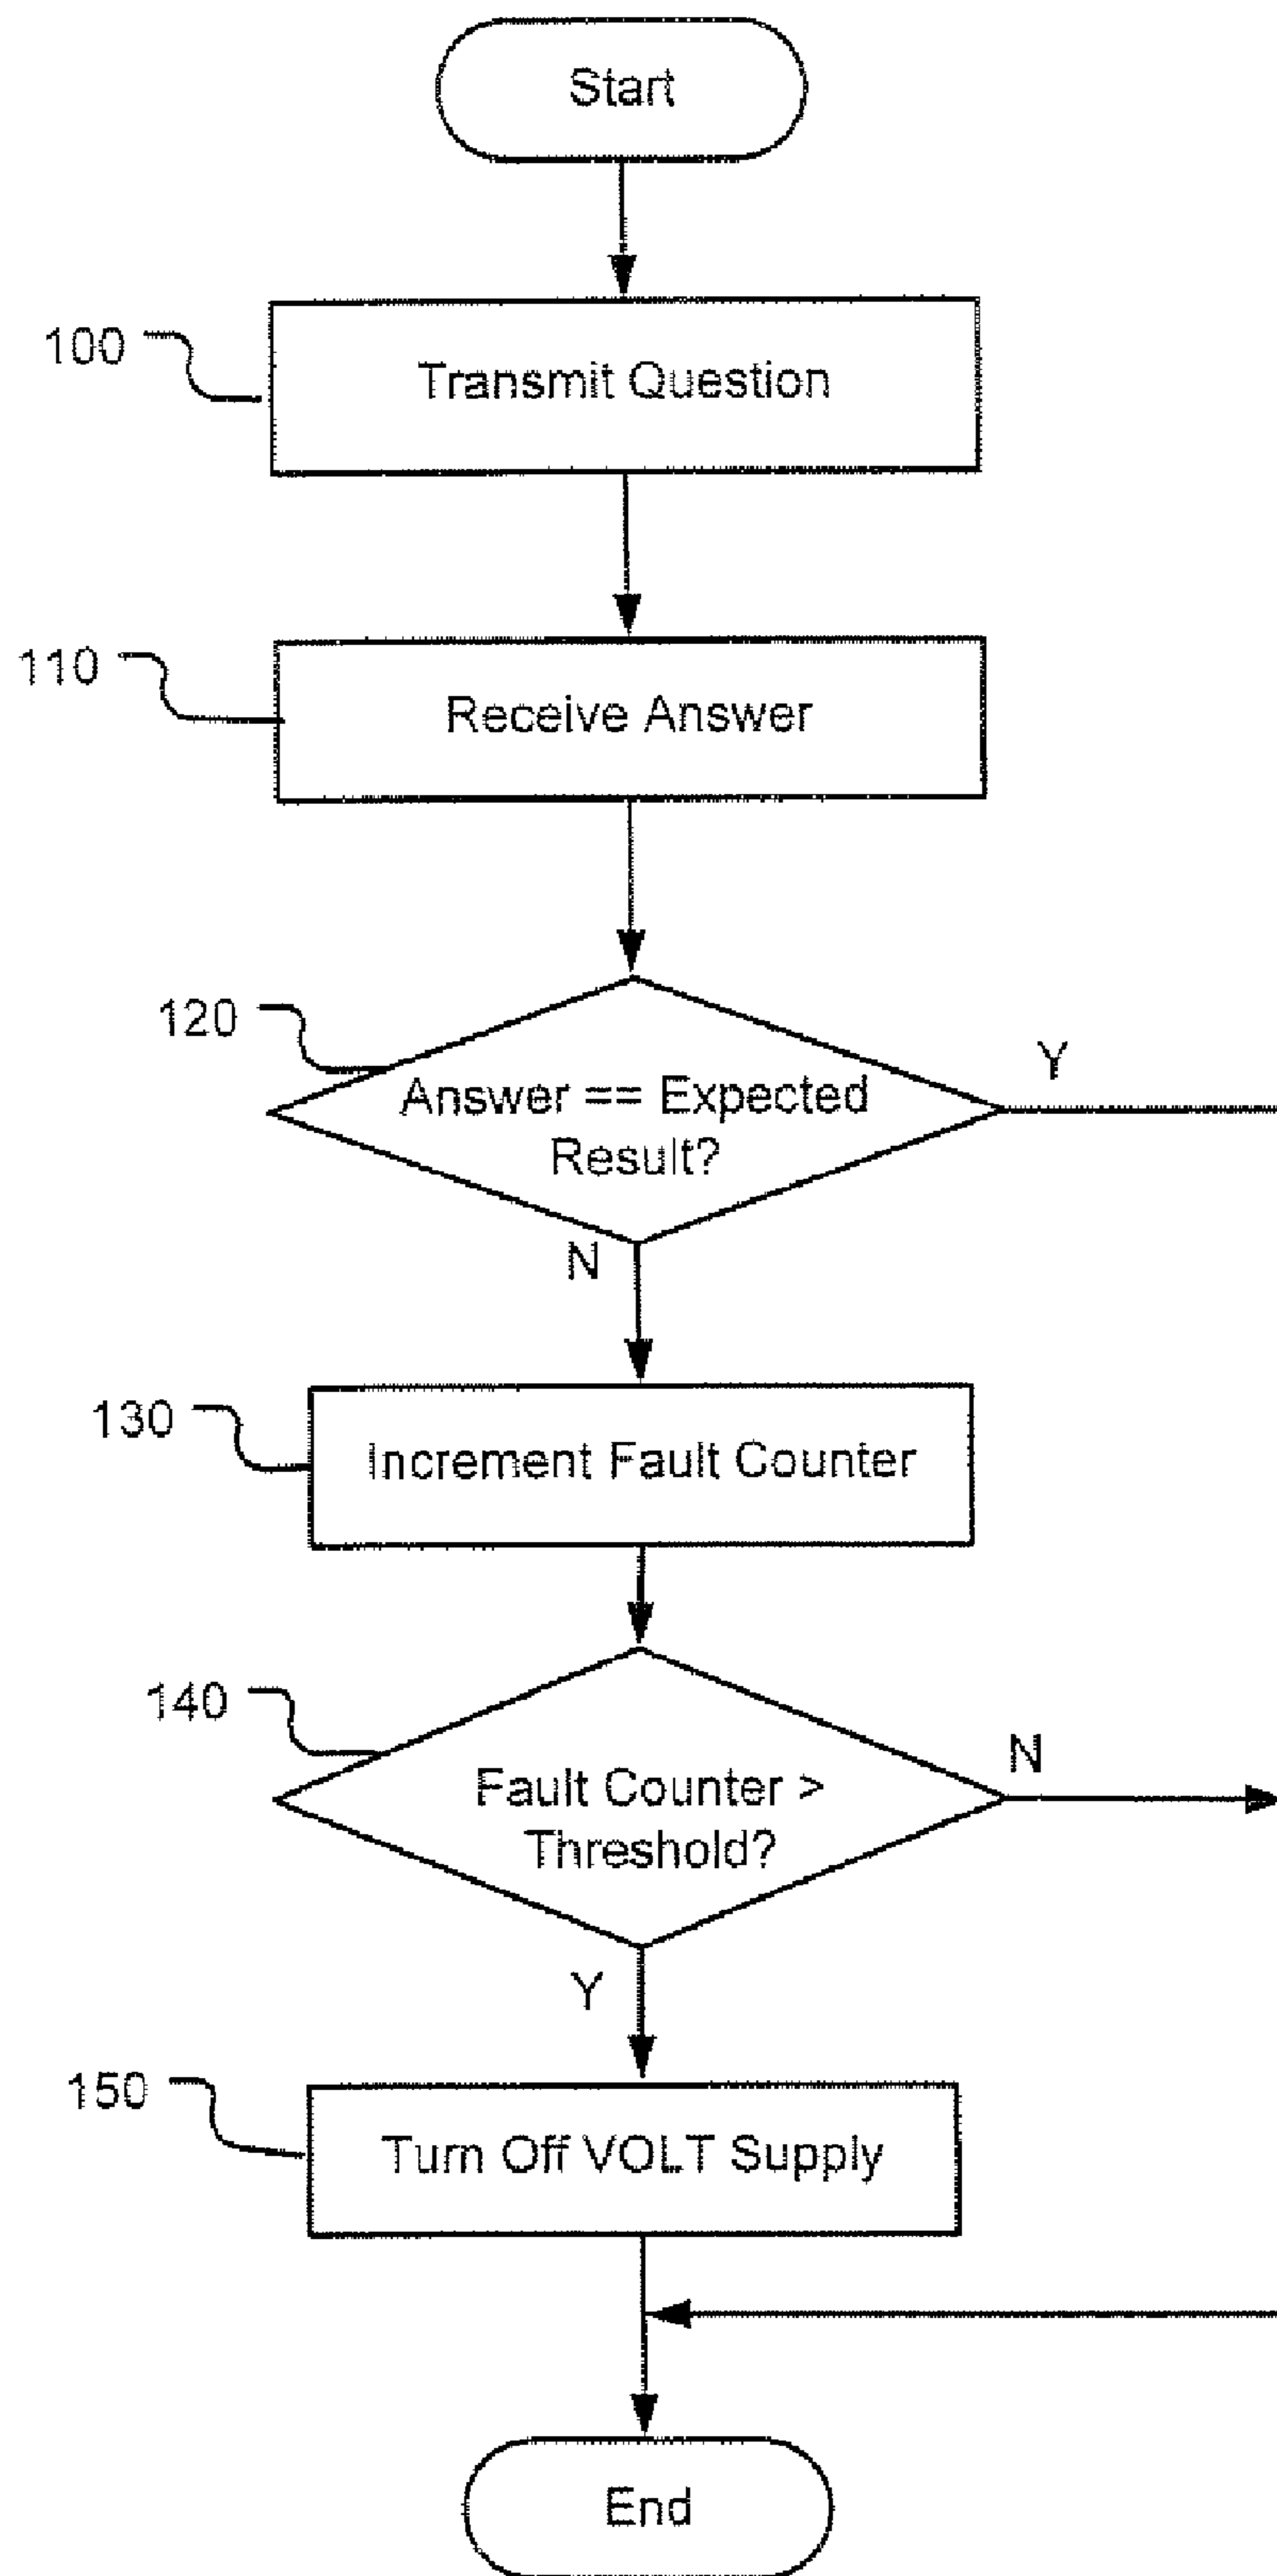 Start
100
Transmit Question
110
Receive Answer
120
Answer == Expected
Result?
Y
N
130
Increment Fault Counter
140
Fault Counter >
Threshold?
N
Y
150
Turn Off VOLT Supply
End